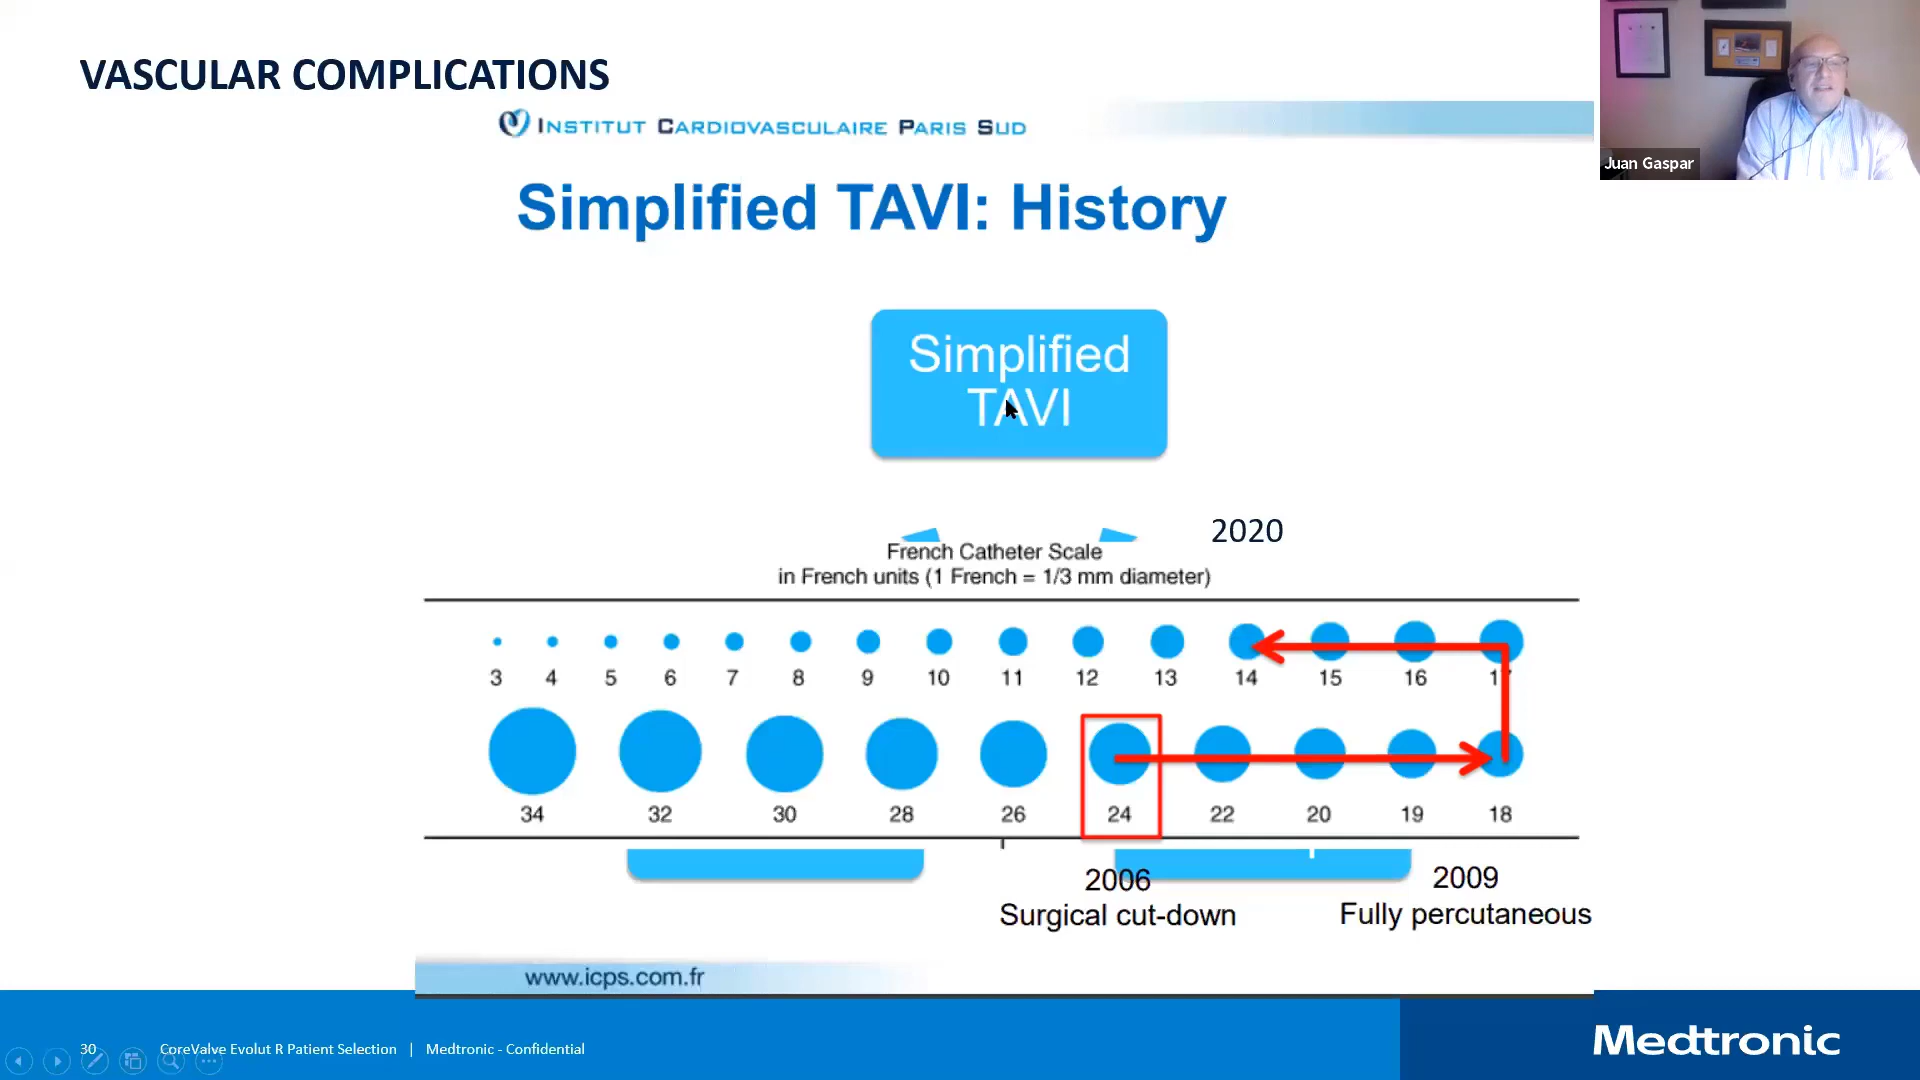 VASCULAR COMPLICATIONS
INSTITUT CARDIOVASCULAIRE PARIS SUD
Juan Gaspar
Simplified TAVI: History
Simplified
TAVI
2020
French Catheter Scale
in French units (1 French = 1/3 mm diameter)
3 4 5 6 7 8 9 10 11 12 13 14 15 16 17
34 32 30 28 26 24 22 20 19 18
2006 2009
Surgical cut-down Fully percutaneous
www.icps.com.fr
30 CoreValve Evolut R Patient Selection | Medtronic - Confidential
Medtronic